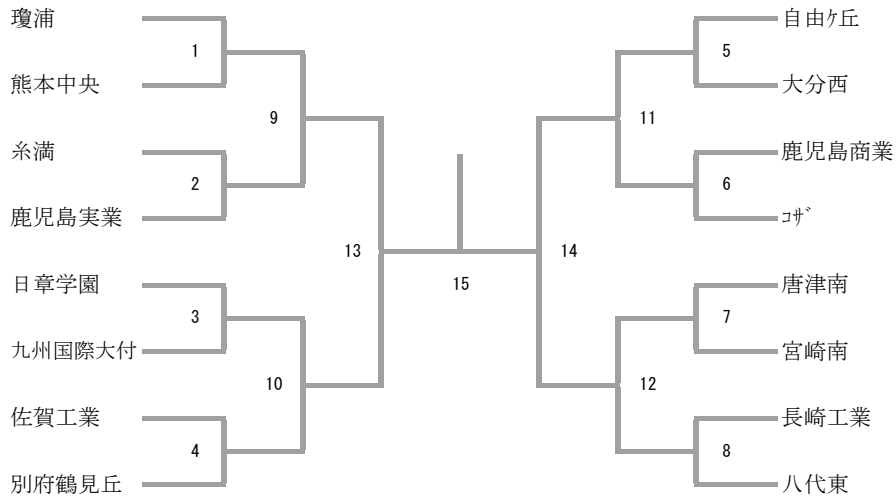 瓊浦
1
熊本中央
9
糸満
2
鹿児島実業
13
日章学園
3
九州国際大付
10
佐賀工業
4
別府鶴見丘
15
自由ケ丘
5
大分西
11
鹿児島商業
6
コザ
14
唐津南
7
宮崎南
12
長崎工業
8
八代東